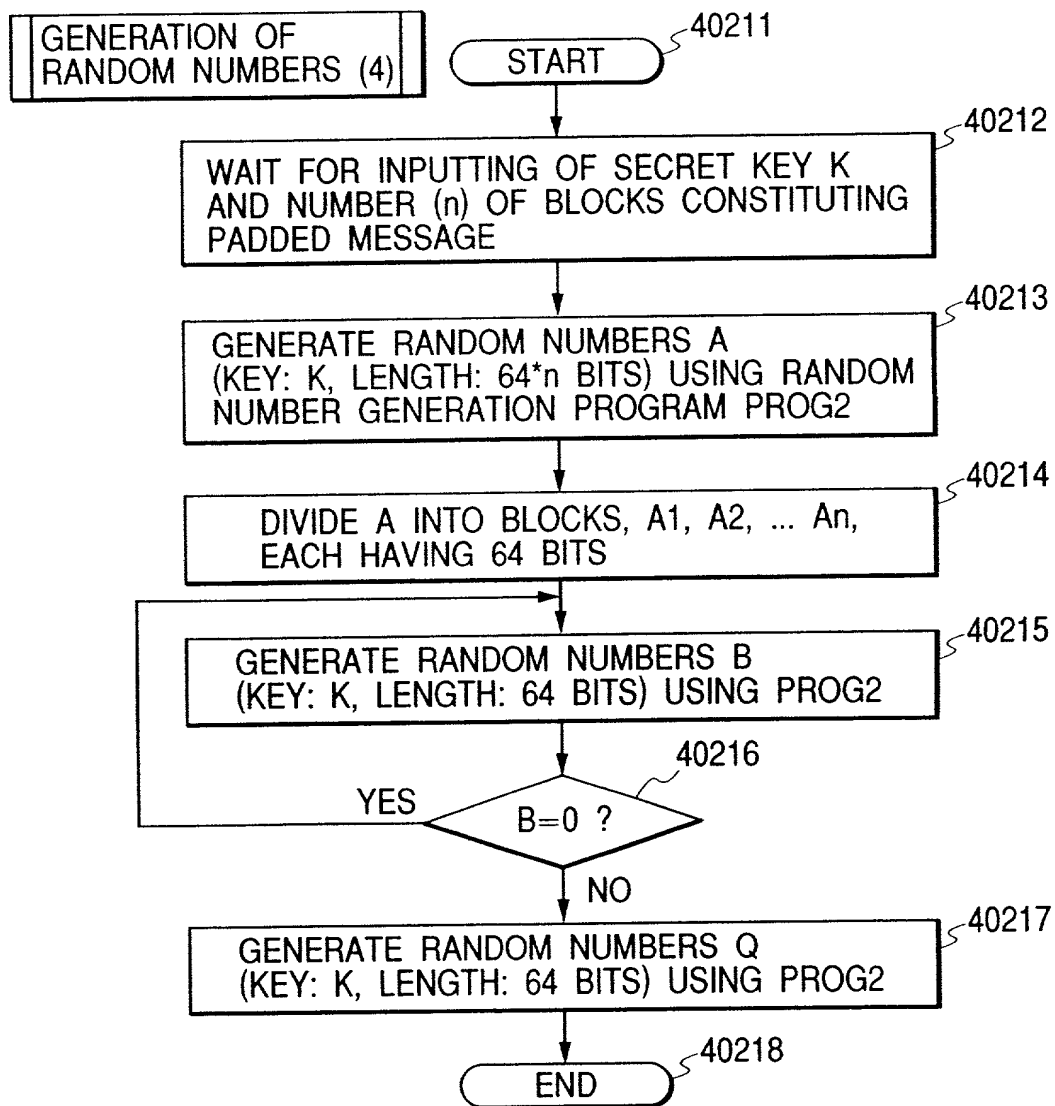 GENERATION OF
RANDOM NUMBERS (4)
START
40211
40212
WAIT FOR INPUTTING OF SECRET KEY K
AND NUMBER (n) OF BLOCKS CONSTITUTING
PADDED MESSAGE
40213
GENERATE RANDOM NUMBERS A
(KEY: K, LENGTH: 64*n BITS) USING RANDOM
NUMBER GENERATION PROGRAM PROG2
40214
DIVIDE A INTO BLOCKS, A1, A2, ... An,
EACH HAVING 64 BITS
40215
GENERATE RANDOM NUMBERS B
(KEY: K, LENGTH: 64 BITS) USING PROG2
40216
YES
B=0 ?
NO
40217
GENERATE RANDOM NUMBERS Q
(KEY: K, LENGTH: 64 BITS) USING PROG2
40218
END